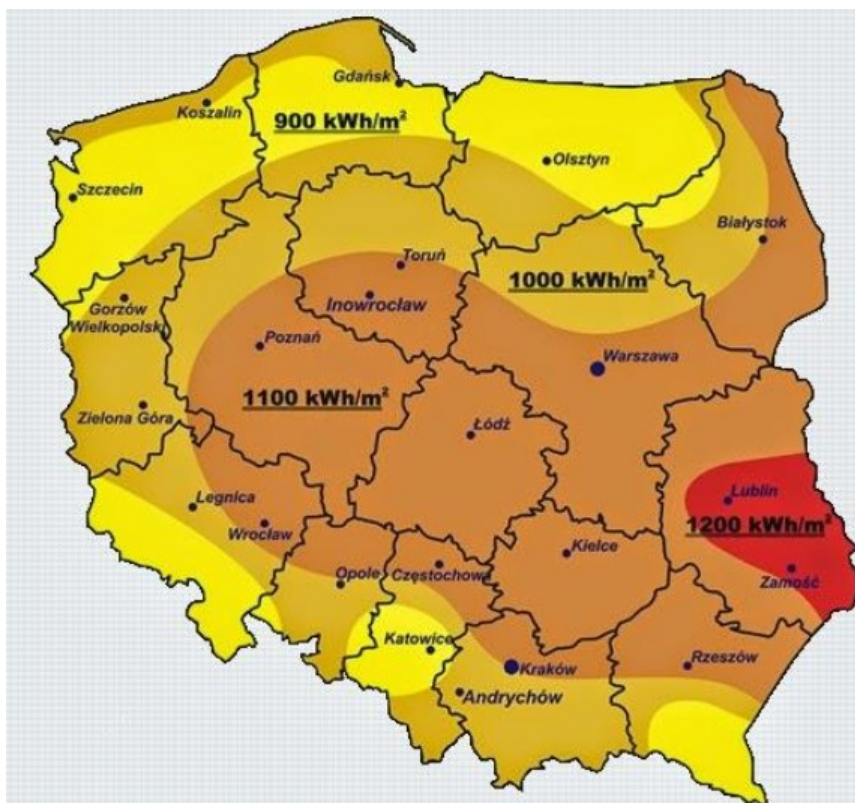 Gdańsk
Koszalin
900 kWh/m²
Olsztyn
Szczecin
Białystok
Toruń
1000 kWh/m²
Gorzów
Wielkopolski
Inowrocław
Poznań
Warszawa
1100 kWh/m²
Zielona Góra
Łódź
Legnica
Lublin
Wrocław
1200 kWh/m²
Kielce
Opole
Częstochowa
Zamość
Katowice
Kraków
Rzeszów
Andrychów